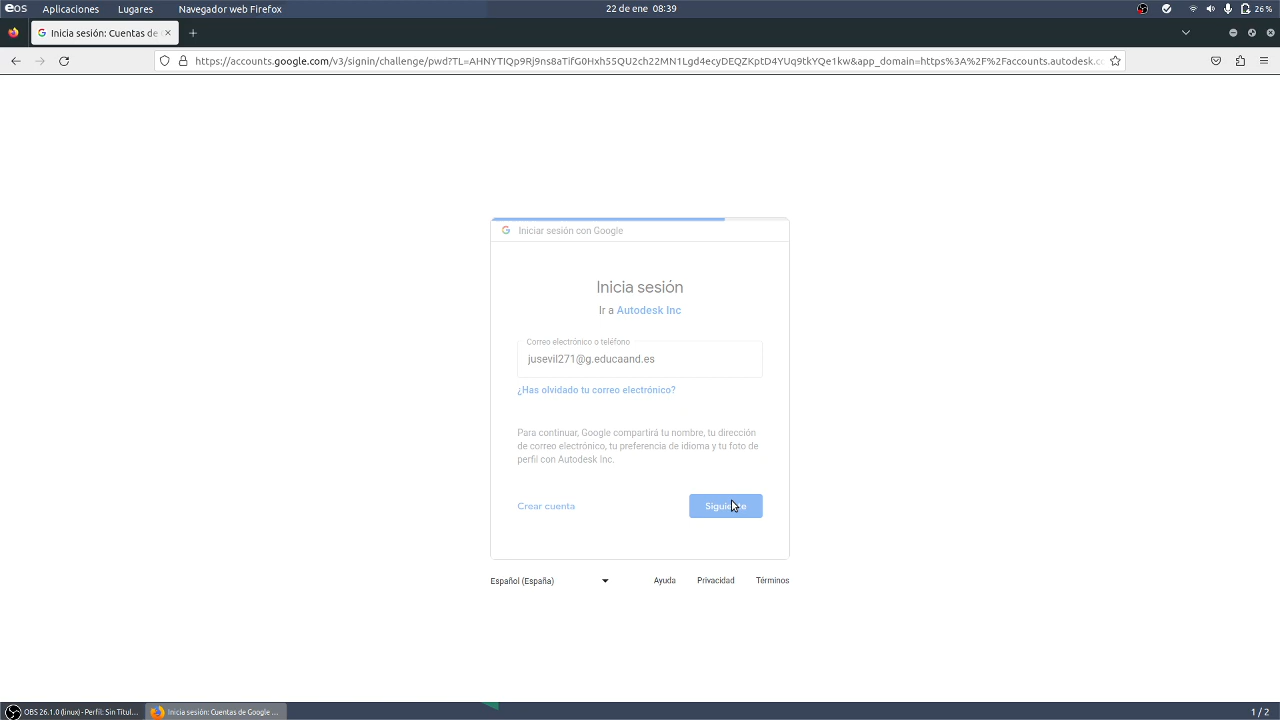 Aplicaciones Lugares Navegador web Firefox 22 de ene 08:39 26 %
Inicia sesión: Cuentas de
https://accounts.google.com/v3/signin/challenge/pwd?TL=AHNYTIQp9Rj9ns8aTifG0Hxh55QU2ch22MN1Lgd4ecyDEQZKptD4YUq9tkYQe1kw&app_domain=https%3A%2F%2Faccounts.autodesk.c
Iniciar sesión con Google
Inicia sesión
Ir a Autodesk Inc
Correo electrónico o teléfono
jusevil271@g.educaand.es
¿Has olvidado tu correo electrónico?
Para continuar, Google compartirá tu nombre, tu dirección
de correo electrónico, tu preferencia de idioma y tu foto de
perfil con Autodesk Inc.
Crear cuenta Siguiente
Español (España) Ayuda Privacidad Términos
OBS 26.1.0 (linux) - Perfil: Sin Titul... Inicia sesión: Cuentas de Google ... 1 / 2